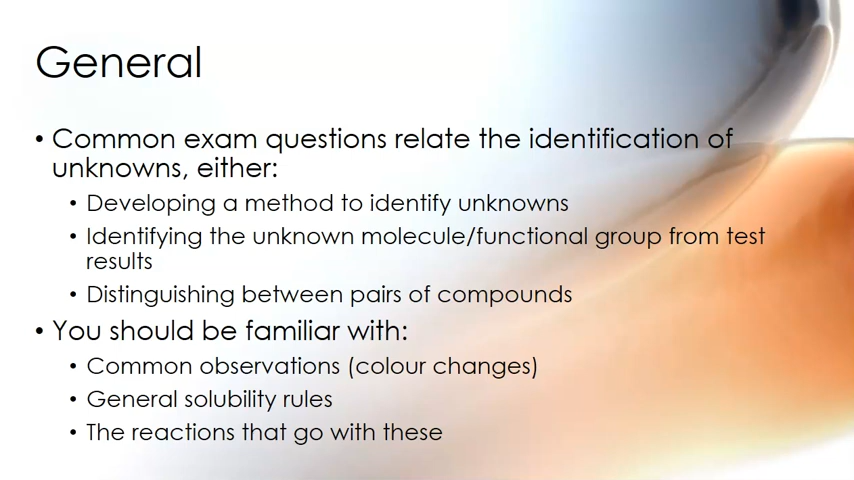 General
• Common exam questions relate the identification of
unknowns, either:
• Developing a method to identify unknowns
• Identifying the unknown molecule/functional group from test
results
• Distinguishing between pairs of compounds
• You should be familiar with:
• Common observations (colour changes)
• General solubility rules
• The reactions that go with these